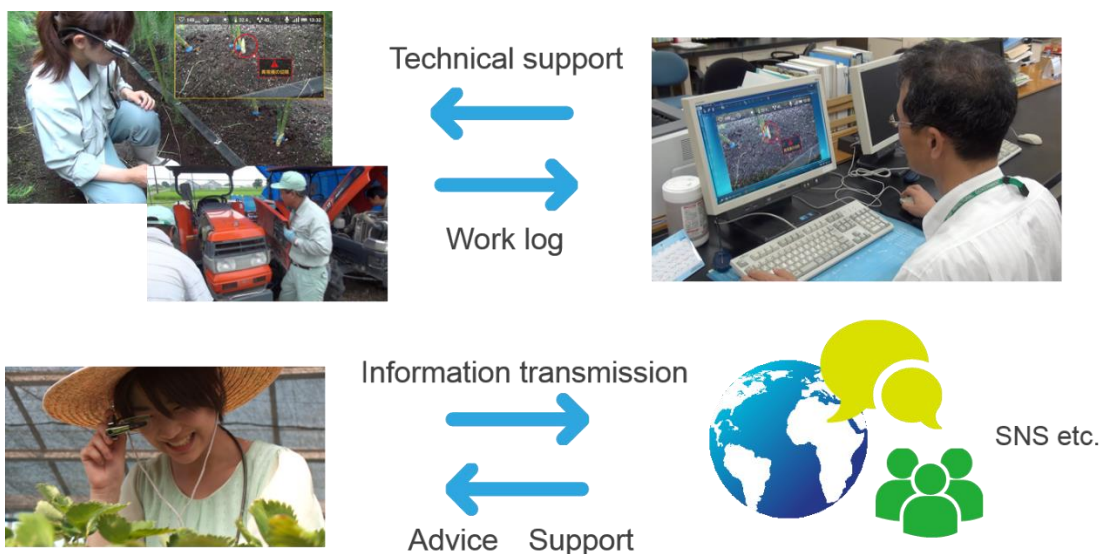 Technical support
Work log
Information transmission
SNS etc.
Advice Support